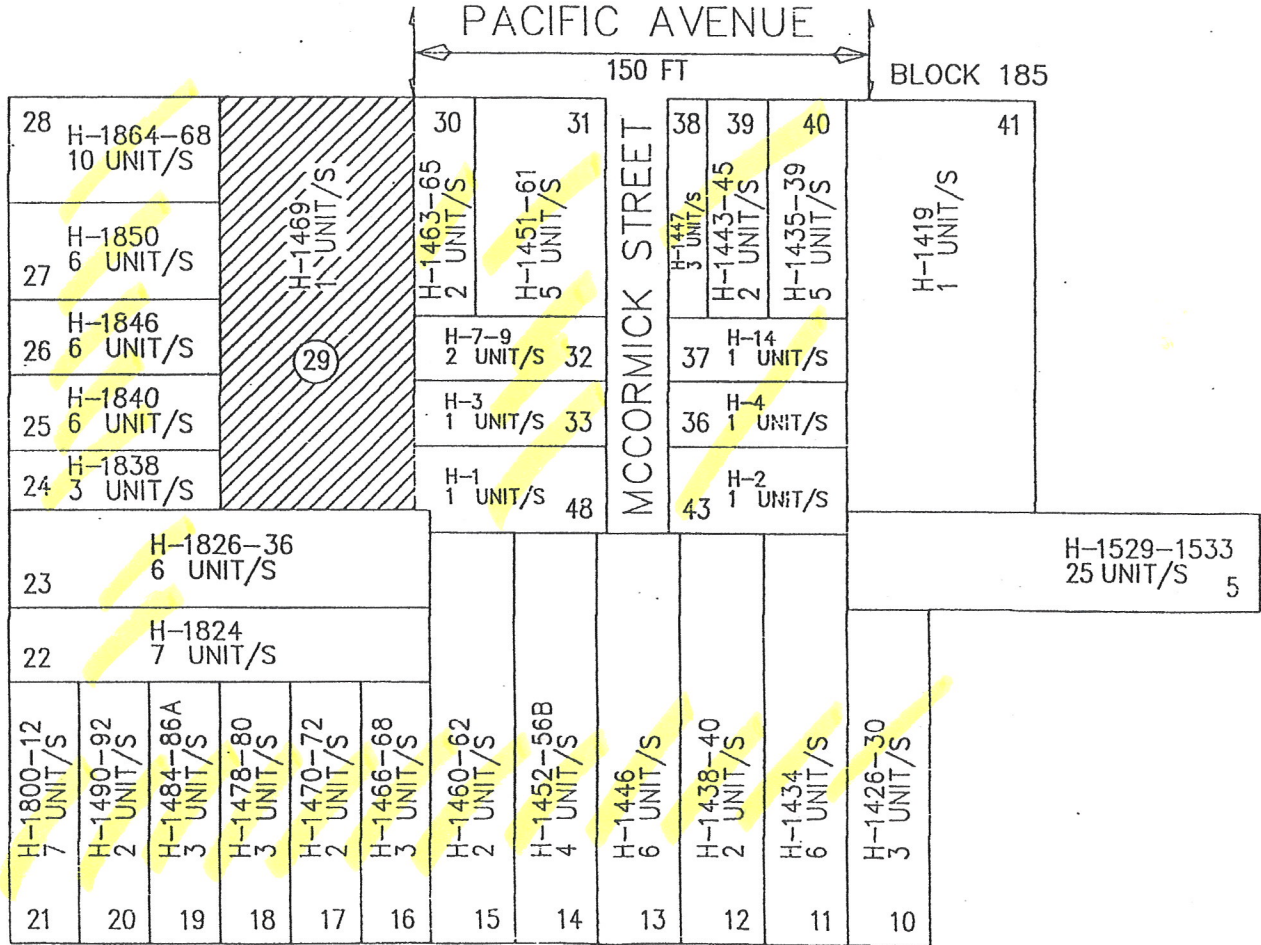 PACIFIC AVENUE
150 FT
BLOCK 185
28
H-1864-68
10 UNIT/S
H-1850
6 UNIT/S
27
H-1846
6 UNIT/S
26
H-1840
6 UNIT/S
25
H-1838
3 UNIT/S
24
H-1469
1 UNIT/S
29
30
H-1463-65
2 UNIT/S
31
H-1451-61
5 UNIT/S
H-7-9
2 UNIT/S
32
H-3
1 UNIT/S
33
H-1
1 UNIT/S
48
MCCORMICK STREET
38
H-1447
3 UNIT/S
39
H-1443-45
2 UNIT/S
40
H-1435-39
5 UNIT/S
H-14
1 UNIT/S
37
H-4
1 UNIT/S
36
H-2
1 UNIT/S
43
41
H-1419
1 UNIT/S
H-1826-36
6 UNIT/S
23
H-1529-1533
25 UNIT/S
5
H-1824
7 UNIT/S
22
H-1800-12
7 UNIT/S
21
H-1490-92
2 UNIT/S
20
H-1484-86A
3 UNIT/S
19
H-1478-80
3 UNIT/S
18
H-1470-72
2 UNIT/S
17
H-1466-68
3 UNIT/S
16
H-1460-62
2 UNIT/S
15
H-1452-56B
4 UNIT/S
14
H-1446
6 UNIT/S
13
H-1438-40
2 UNIT/S
12
H-1434
6 UNIT/S
11
H-1426-30
3 UNIT/S
10